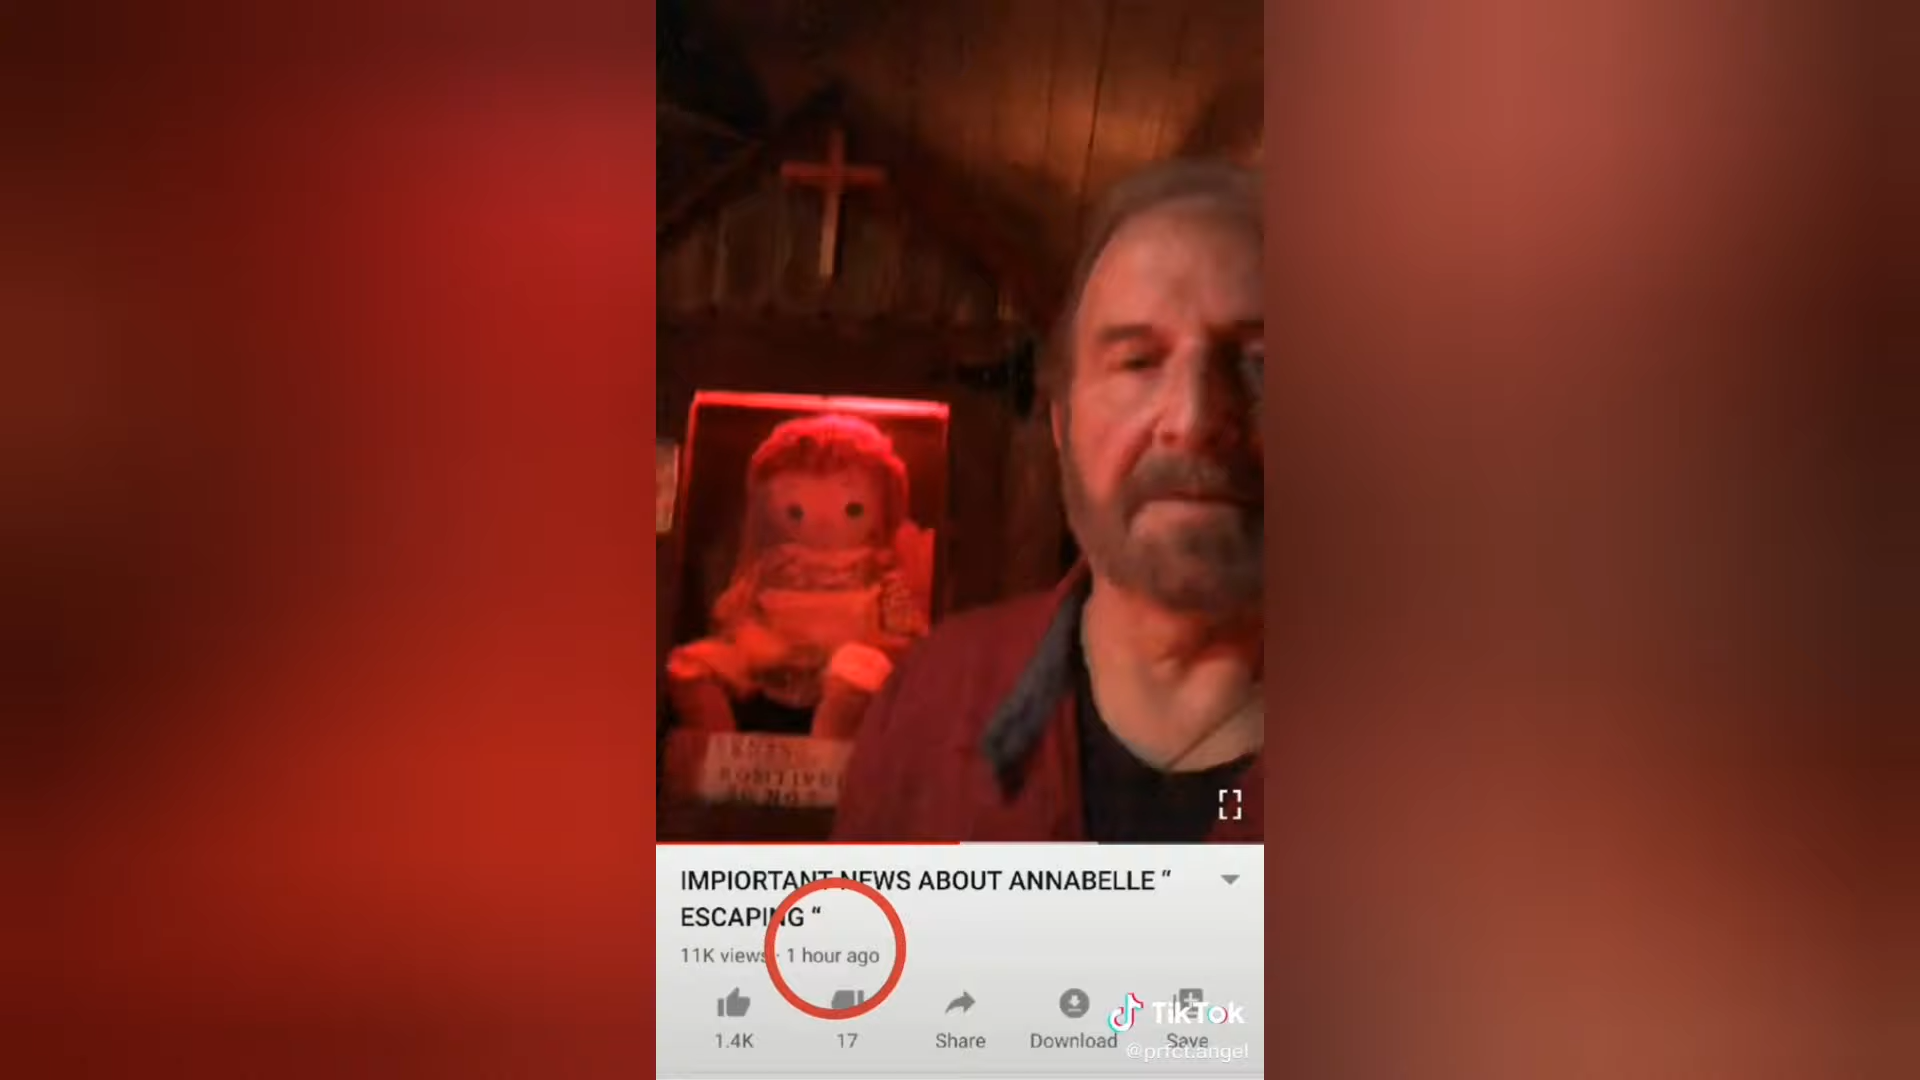 IMPIORTANT NEWS ABOUT ANNABELLE “
ESCAPING “
11K views · 1 hour ago
1.4K
17
Share
Download
Save
TikTok
@prfct.angel